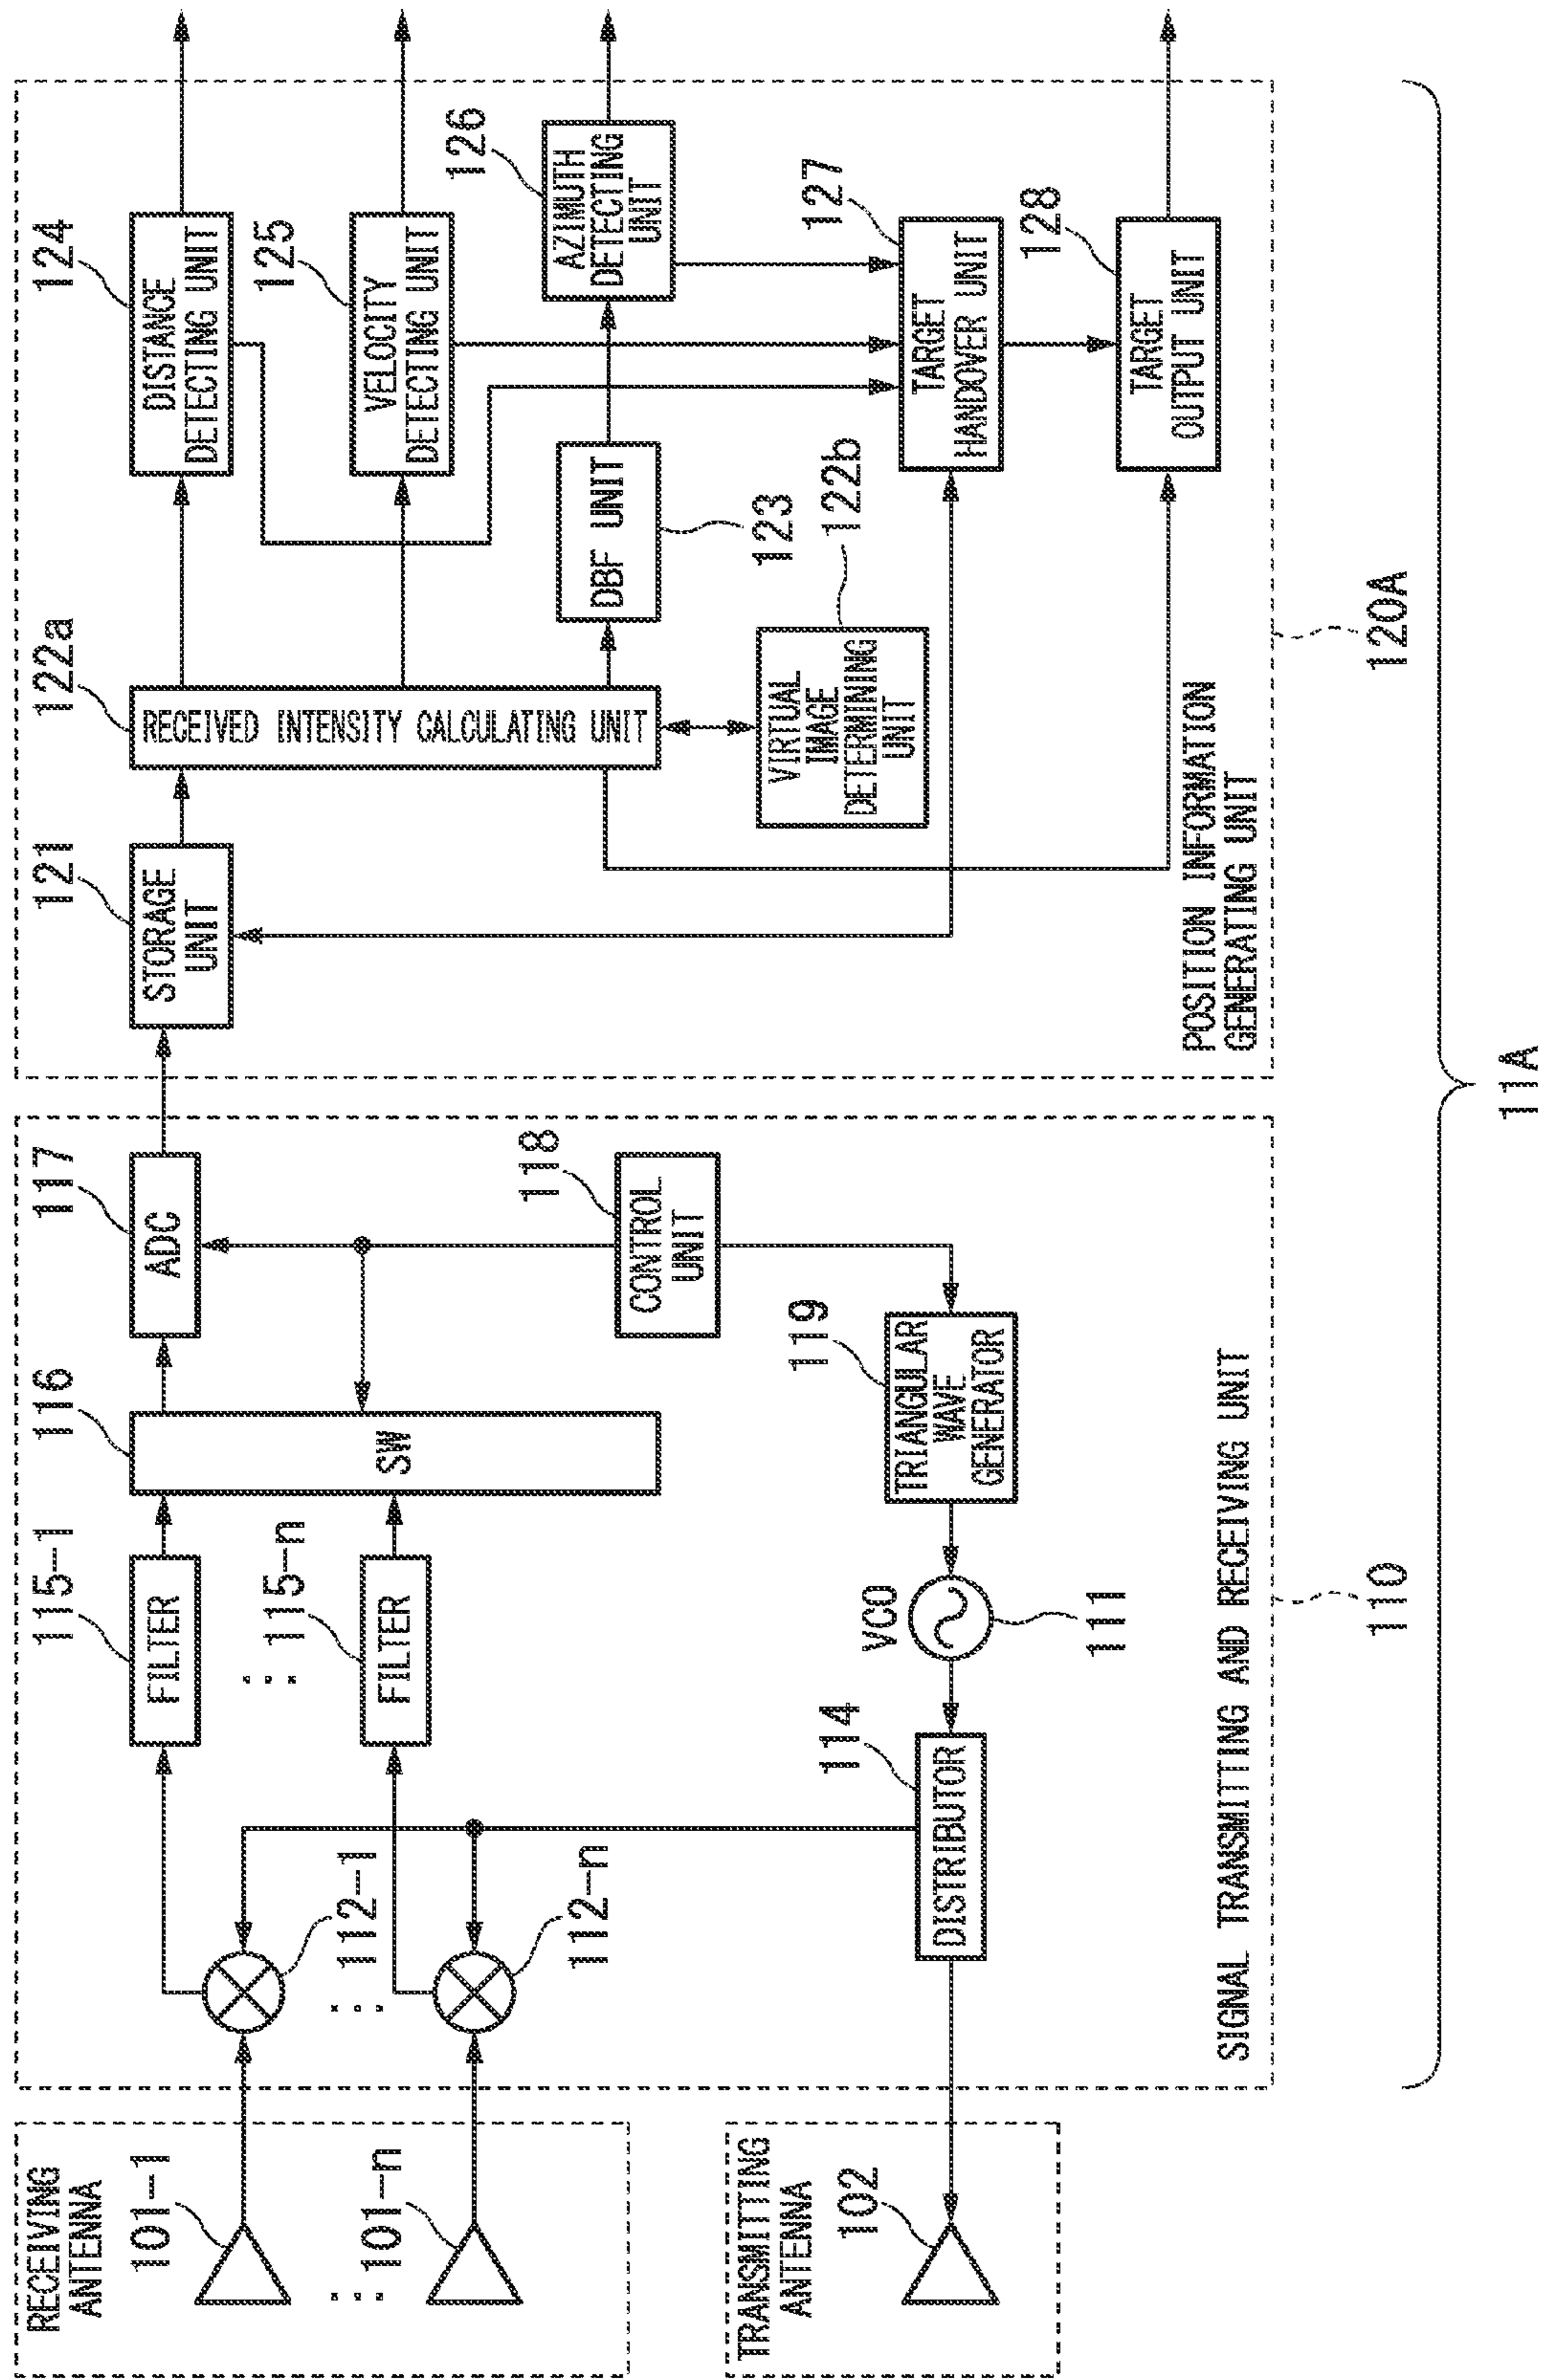 RECEIVING
ANTENNA
101-1
101-n
TRANSMITTING
ANTENNA
102
112-1
112-n
115-1
FILTER
115-n
FILTER
116
SW
117
ADC
118
CONTROL
UNIT
119
TRIANGULAR
WAVE
GENERATOR
VCO
111
114
DISTRIBUTOR
SIGNAL TRANSMITTING AND RECEIVING UNIT
110
121
STORAGE
UNIT
122a
RECEIVED INTENSITY CALCULATING UNIT
VIRTUAL
IMAGE
DETERMINING
UNIT
122b
DBF UNIT
123
124
DISTANCE
DETECTING UNIT
125
VELOCITY
DETECTING UNIT
126
AZIMUTH
DETECTING
UNIT
127
TARGET
HANDOVER UNIT
128
TARGET
OUTPUT UNIT
POSITION INFORMATION
GENERATING UNIT
120A
11A